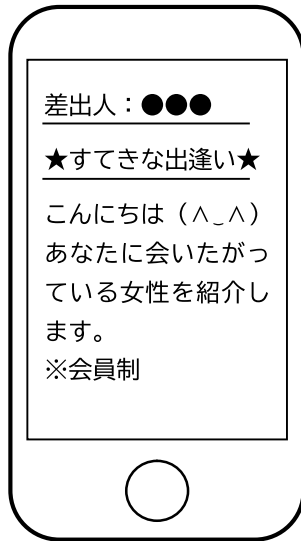 差出人：●●●
★すてきな出逢い★
こんにちは（∧‿∧）
あなたに会いたがっ
ている女性を紹介し
ます。
※会員制